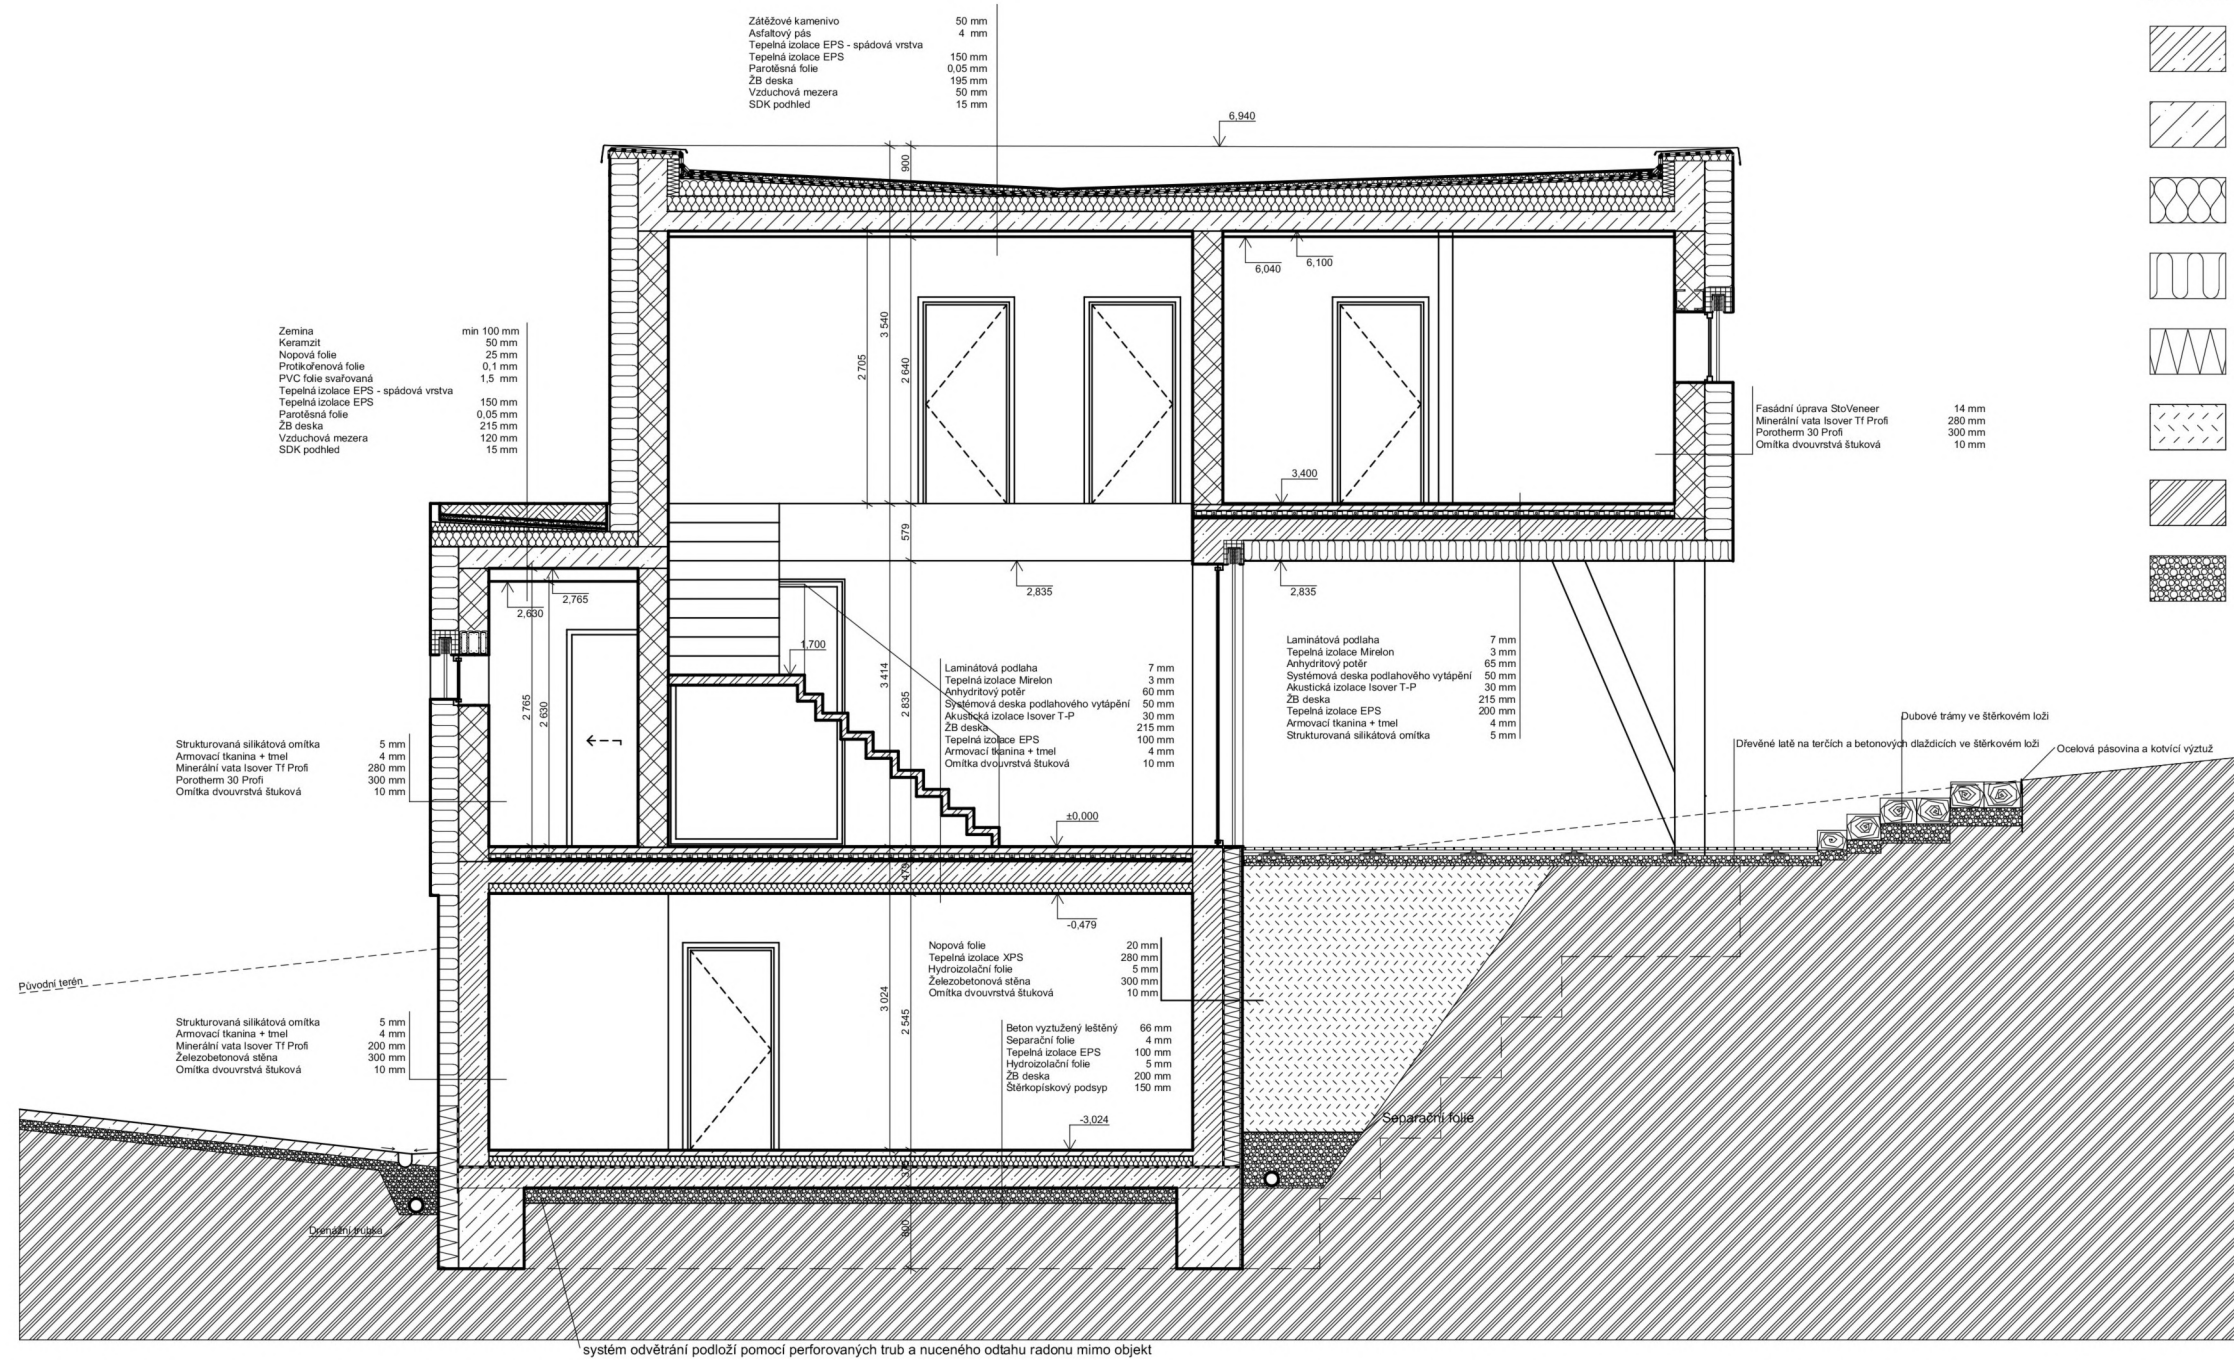 Zátěžové kamenivo 50 mm
Asfaltový pás 4 mm
Tepelná izolace EPS - spádová vrstva
Tepelná izolace EPS 150 mm
Parotěsná folie 0,05 mm
ŽB deska 195 mm
Vzduchová mezera 50 mm
SDK podhled 15 mm
6,940
900
6,040
6,100
3 540
2 705
2 640
Zemina min 100 mm
Keramzit 50 mm
Nopová folie 25 mm
Protikořenová folie 0,1 mm
PVC folie svařovaná 1,5 mm
Tepelná izolace EPS - spádová vrstva
Tepelná izolace EPS 150 mm
Parotěsná folie 0,05 mm
ŽB deska 215 mm
Vzduchová mezera 120 mm
SDK podhled 15 mm
Fasádní úprava StoVeneer 14 mm
Minerální vata Isover Tf Profi 280 mm
Porotherm 30 Profi 300 mm
Omítka dvouvrstvá štuková 10 mm
3,400
579
2,765
2,630
2,835
2,835
1,700
3 414
2 835
2 765
2 630
Laminátová podlaha 7 mm
Tepelná izolace Mirelon 3 mm
Anhydritový potěr 60 mm
Systémová deska podlahového vytápění 50 mm
Akustická izolace Isover T-P 30 mm
ŽB deska 215 mm
Tepelná izolace EPS 100 mm
Armovací tkanina + tmel 4 mm
Omítka dvouvrstvá štuková 10 mm
Laminátová podlaha 7 mm
Tepelná izolace Mirelon 3 mm
Anhydritový potěr 65 mm
Systémová deska podlahového vytápění 50 mm
Akustická izolace Isover T-P 30 mm
ŽB deska 215 mm
Tepelná izolace EPS 200 mm
Armovací tkanina + tmel 4 mm
Strukturovaná silikátová omítka 5 mm
Dubové trámy ve štěrkovém loži
Dřevěné latě na terčích a betonových dlaždicích ve štěrkovém loži
Ocelová pásovina a kotvící výztuž
Strukturovaná silikátová omítka 5 mm
Armovací tkanina + tmel 4 mm
Minerální vata Isover Tf Profi 280 mm
Porotherm 30 Profi 300 mm
Omítka dvouvrstvá štuková 10 mm
±0,000
479
-0,479
Nopová folie 20 mm
Tepelná izolace XPS 280 mm
Hydroizolační folie 5 mm
Železobetonová stěna 300 mm
Omítka dvouvrstvá štuková 10 mm
Původní terén
3 024
2 545
Strukturovaná silikátová omítka 5 mm
Armovací tkanina + tmel 4 mm
Minerální vata Isover Tf Profi 200 mm
Železobetonová stěna 300 mm
Omítka dvouvrstvá štuková 10 mm
Beton vyztužený leštěný 66 mm
Separační folie 4 mm
Tepelná izolace EPS 100 mm
Hydroizolační folie 5 mm
ŽB deska 200 mm
Štěrkopískový podsyp 150 mm
-3,024
Separační folie
800
Drenážní trubka
systém odvětrání podloží pomocí perforovaných trub a nuceného odtahu radonu mimo objekt